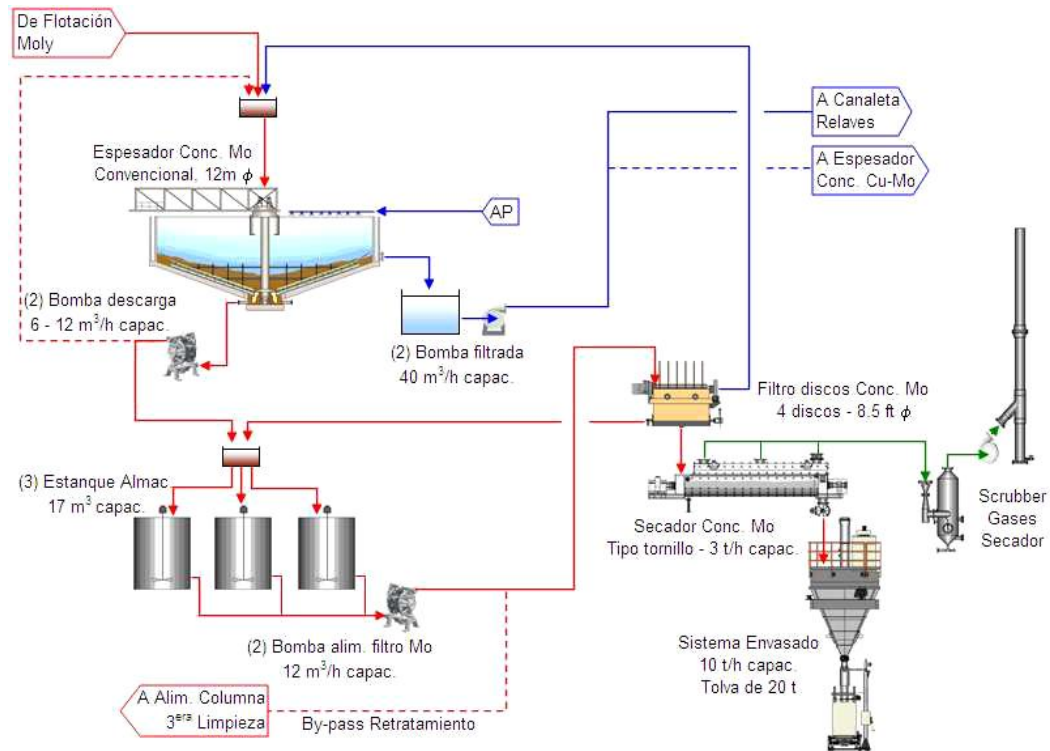 De Flotación
Moly
A Canaleta
Relaves
Espesador Conc. Mo
Convencional, 12m ϕ
A Espesador
Conc. Cu-Mo
AP
(2) Bomba descarga
6 - 12 m³/h capac.
(2) Bomba filtrada
40 m³/h capac.
Filtro discos Conc. Mo
4 discos - 8.5 ft ϕ
(3) Estanque Almac
17 m³ capac.
Secador Conc. Mo
Tipo tornillo - 3 t/h capac.
Scrubber
Gases
Secador
(2) Bomba alim. filtro Mo
12 m³/h capac.
Sistema Envasado
10 t/h capac.
Tolva de 20 t
A Alim. Columna
3ᵉʳᵃ Limpieza
By-pass Retratamiento